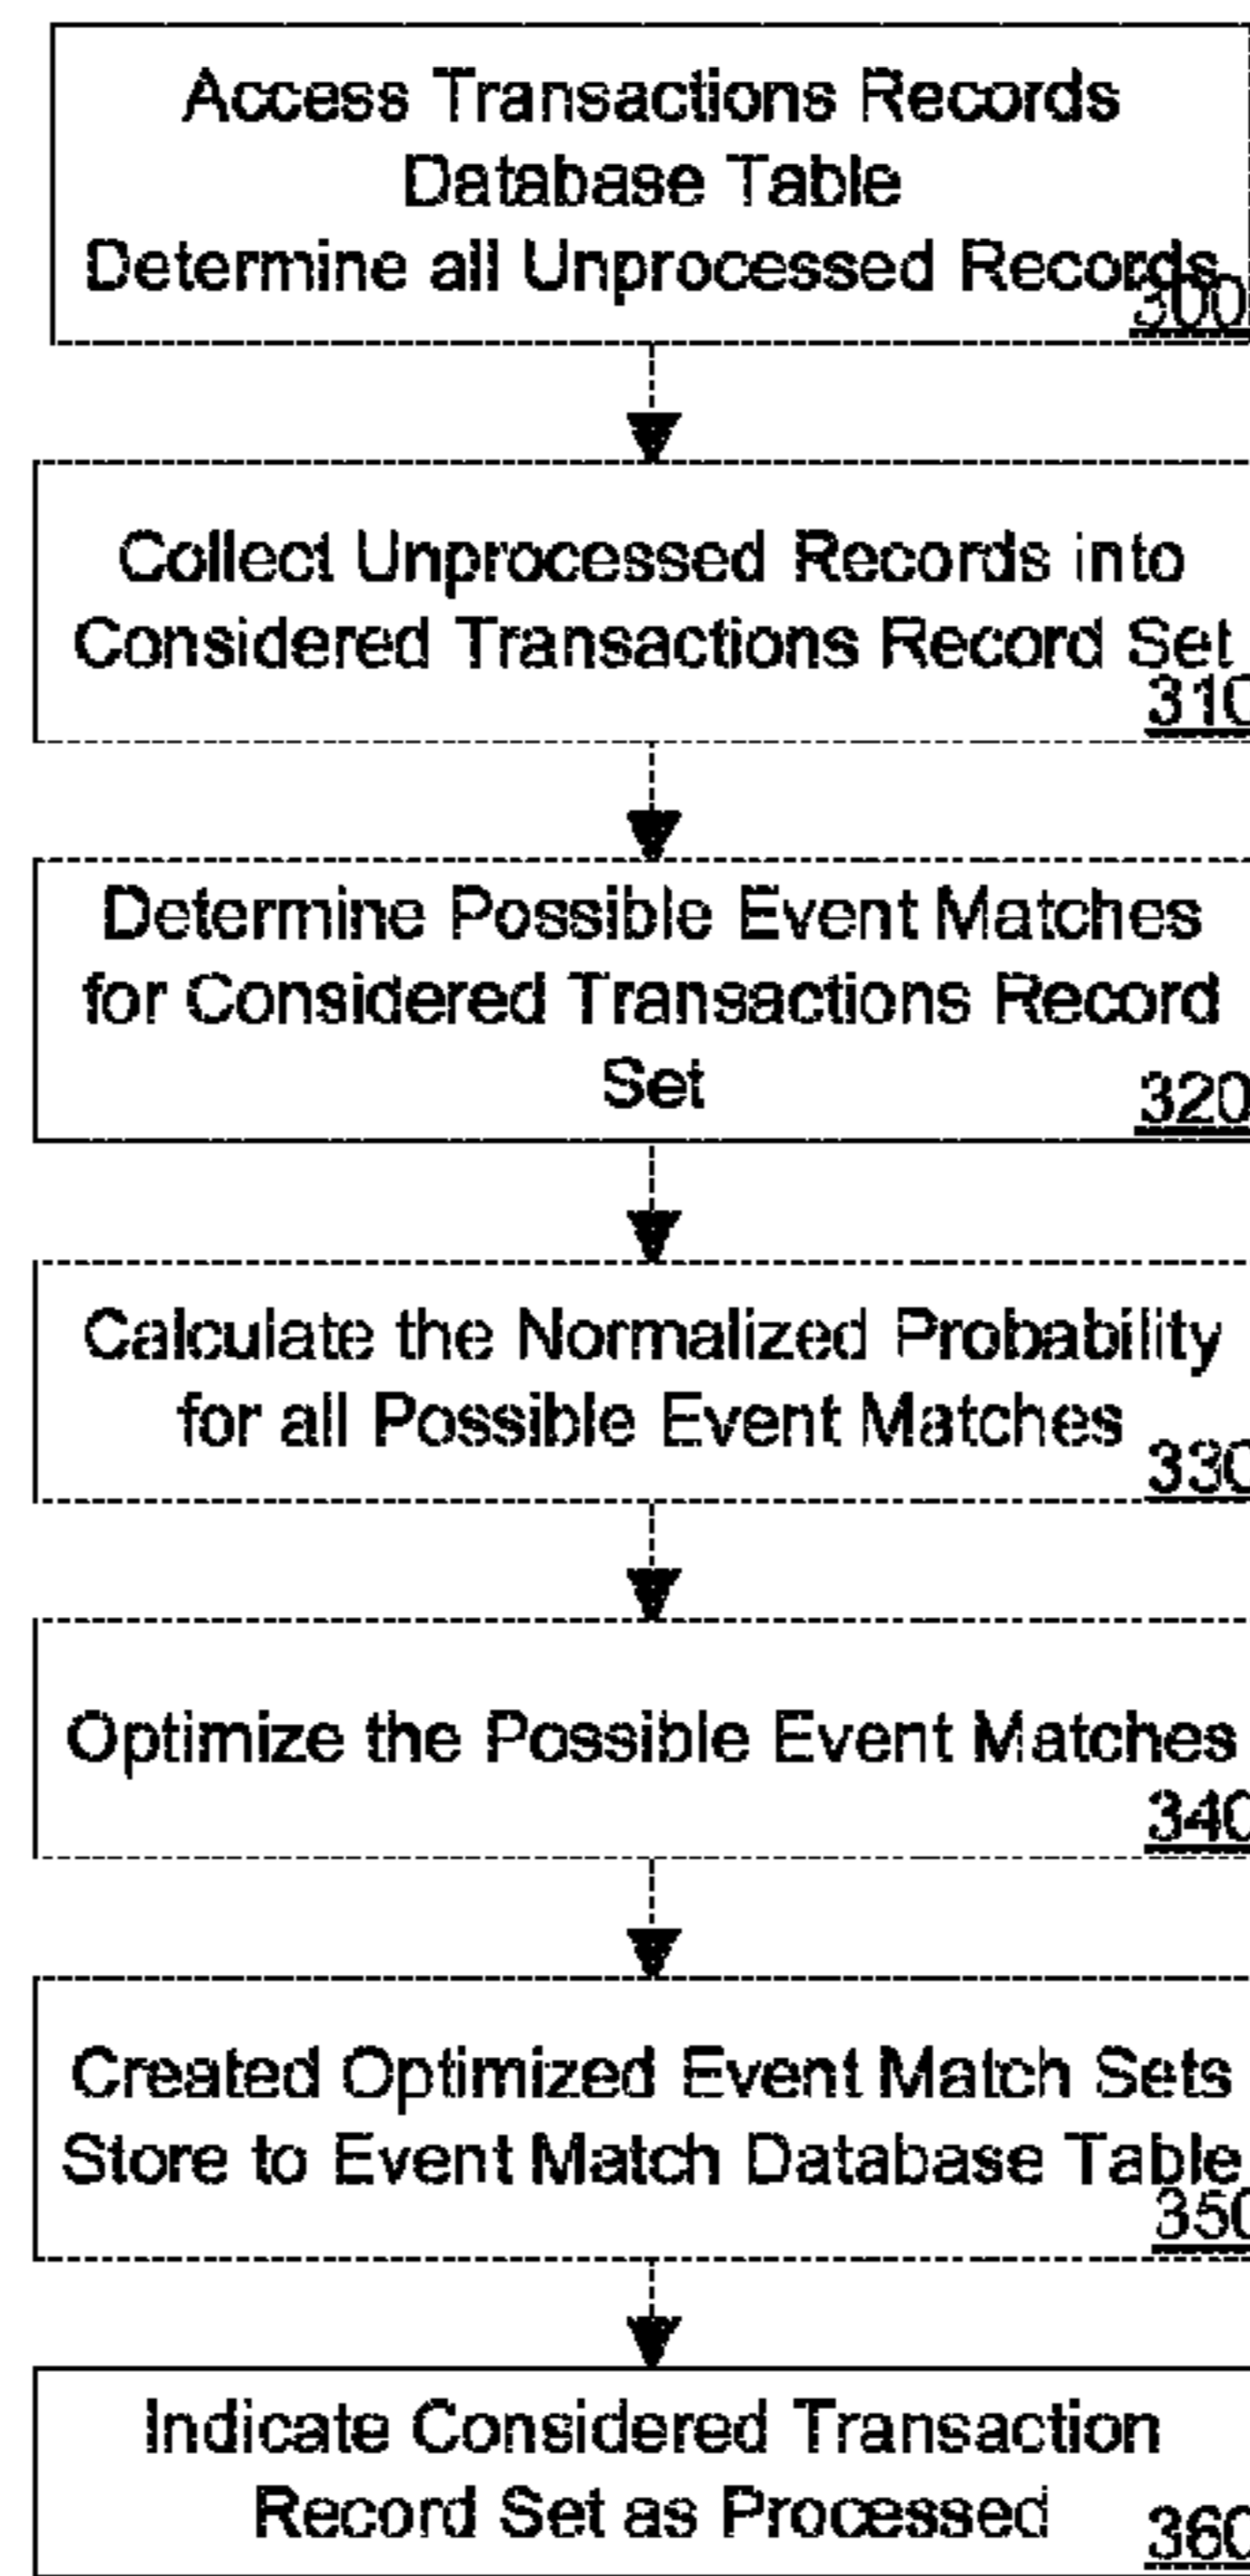 Access Transactions Records
Database Table
Determine all Unprocessed Records
300
Collect Unprocessed Records into
Considered Transactions Record Set
310
Determine Possible Event Matches
for Considered Transactions Record
Set
320
Calculate the Normalized Probability
for all Possible Event Matches
330
Optimize the Possible Event Matches
340
Created Optimized Event Match Sets
Store to Event Match Database Table
350
Indicate Considered Transaction
Record Set as Processed
360